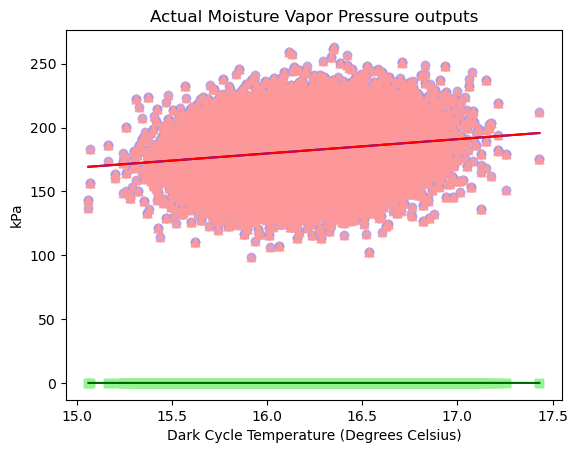 Actual Moisture Vapor Pressure outputs
250
200
150
100
50
0
kPa
15.0 15.5 16.0 16.5 17.0 17.5
Dark Cycle Temperature (Degrees Celsius)